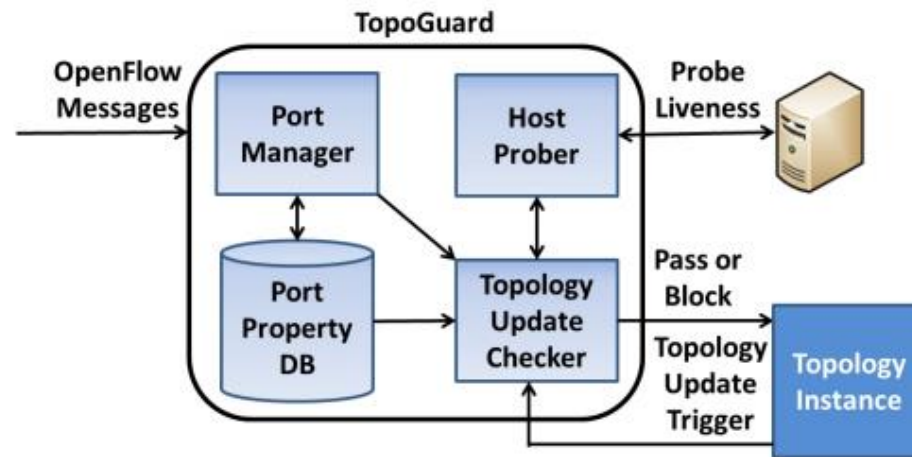 TopoGuard
OpenFlow
Messages
Port
Manager
Host
Prober
Probe
Liveness
Port
Property
DB
Topology
Update
Checker
Pass or
Block
Topology
Update
Trigger
Topology
Instance